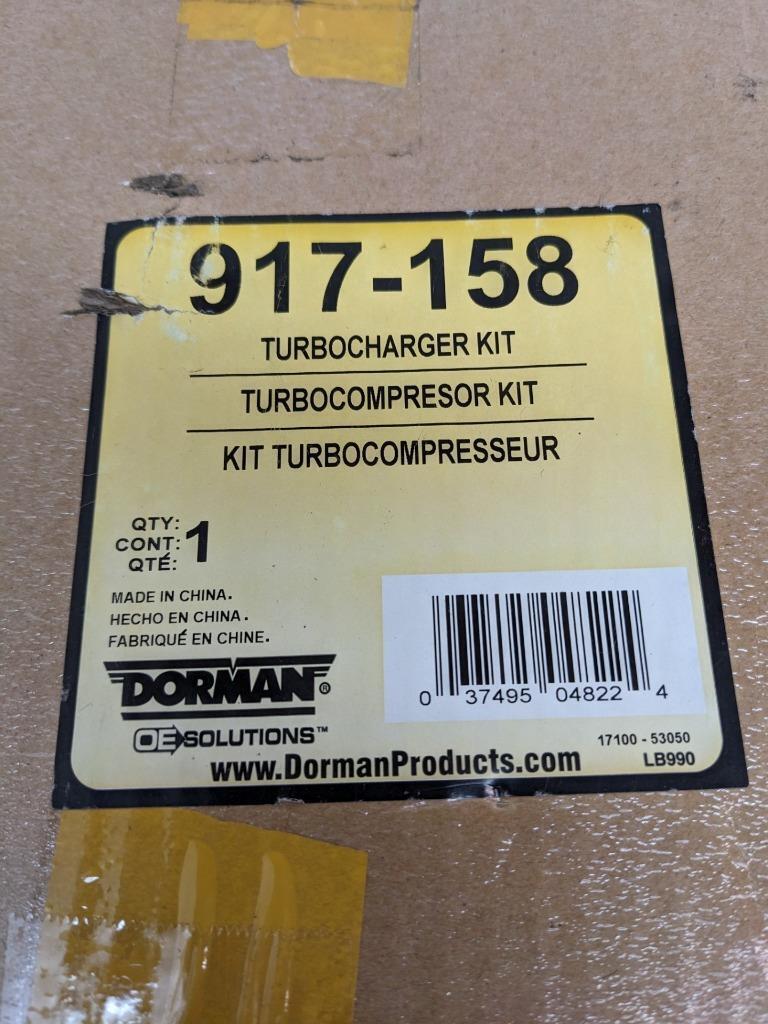 917-158
TURBOCHARGER KIT
TURBOCOMPRESOR KIT
KIT TURBOCOMPRESSEUR
QTY:
CONT: 1
QTÉ:
MADE IN CHINA.
HECHO EN CHINA.
FABRIQUÉ EN CHINE.
DORMAN®
OE SOLUTIONS™
www.DormanProducts.com
0 37495 04822 4
17100 - 53050
LB990